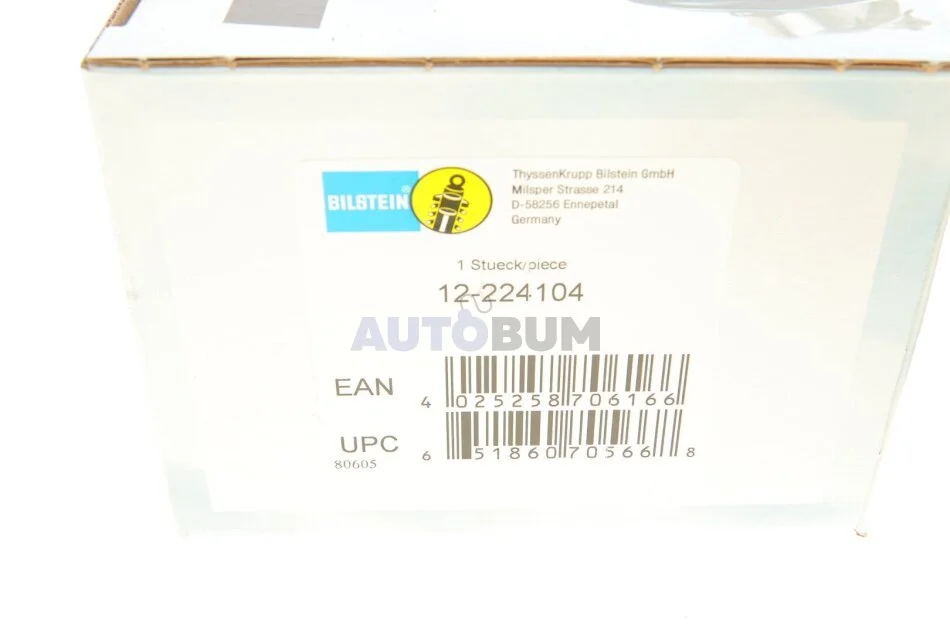 BILSTEIN®
ThyssenKrupp Bilstein GmbH
Milsper Strasse 214
D-58256 Ennepetal
Germany
1 Stueck/piece
12-224104
AUTOBUM
EAN
4 025258 706166
UPC
80605
6 51860 70566 8